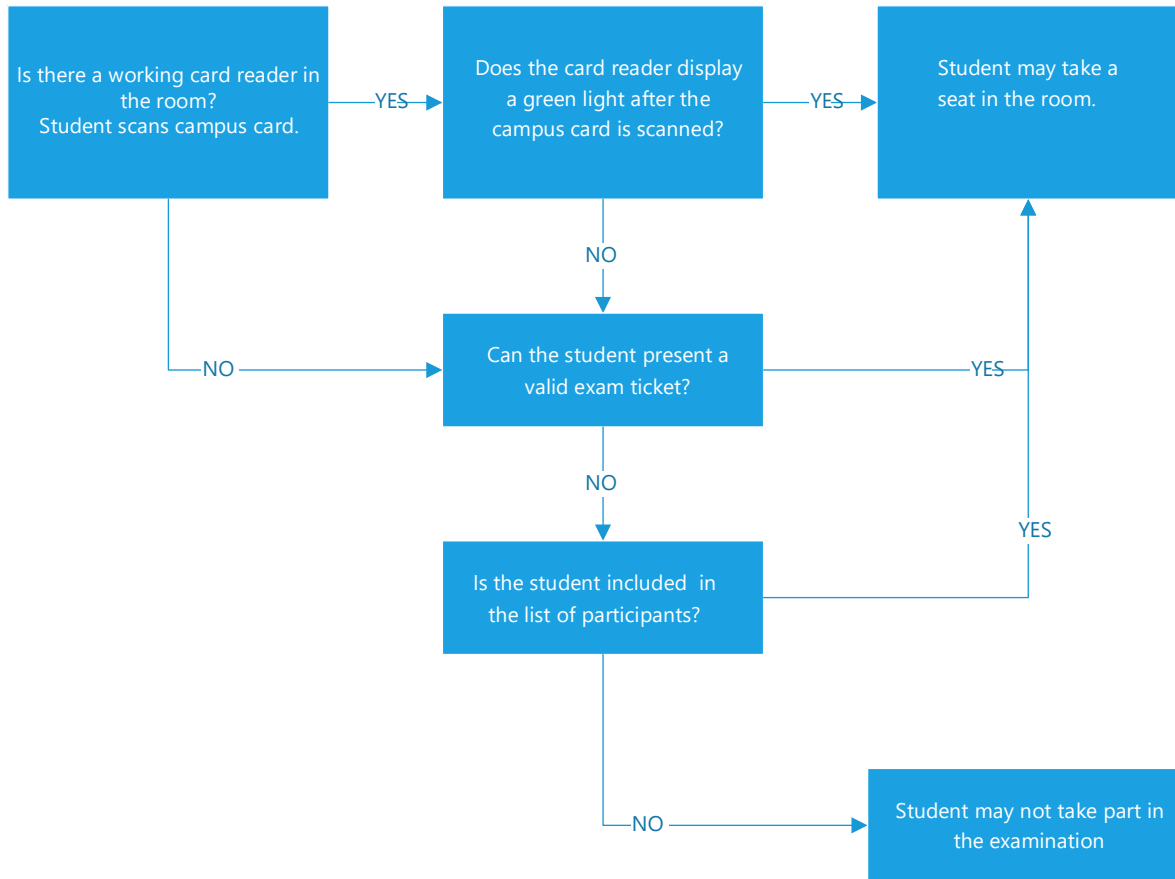 Is there a working card reader in
the room?
Student scans campus card.
YES
Does the card reader display
a green light after the
campus card is scanned?
YES
Student may take a
seat in the room.
NO
NO
Can the student present a
valid exam ticket?
YES
NO
YES
Is the student included  in
the list of participants?
NO
Student may not take part in
the examination